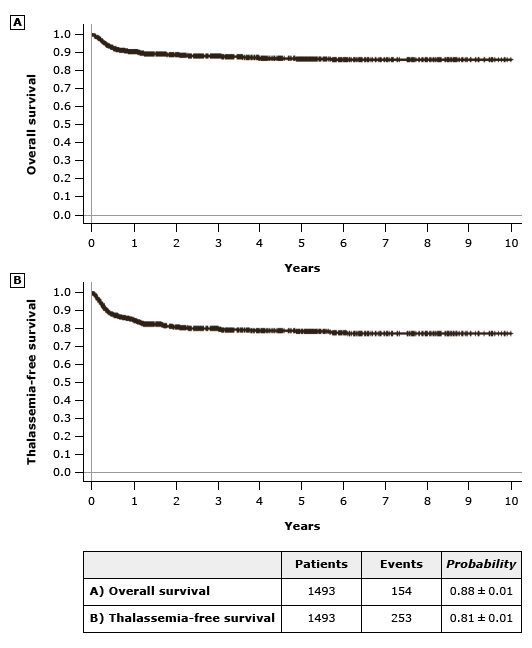 A
Overall survival
1.0
0.9
0.8
0.7
0.6
0.5
0.4
0.3
0.2
0.1
0.0
0 1 2 3 4 5 6 7 8 9 10
Years
B
Thalassemia-free survival
1.0
0.9
0.8
0.7
0.6
0.5
0.4
0.3
0.2
0.1
0.0
0 1 2 3 4 5 6 7 8 9 10
Years
Patients Events Probability
A) Overall survival 1493 154 0.88 ± 0.01
B) Thalassemia-free survival 1493 253 0.81 ± 0.01